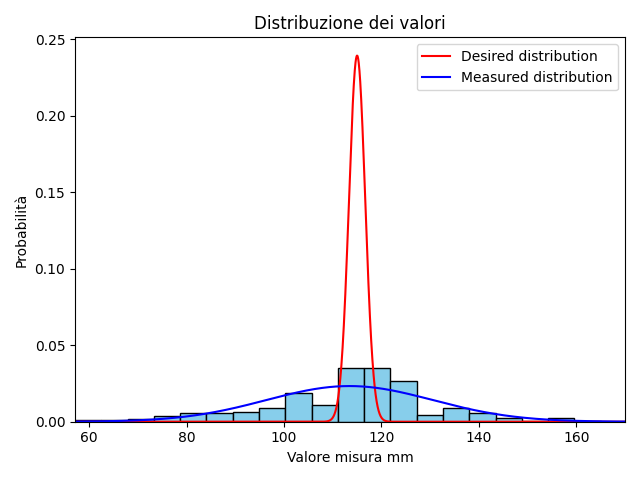 Distribuzione dei valori
Desired distribution
Measured distribution
Probabilità
0.25
0.20
0.15
0.10
0.05
0.00
60 80 100 120 140 160
Valore misura mm